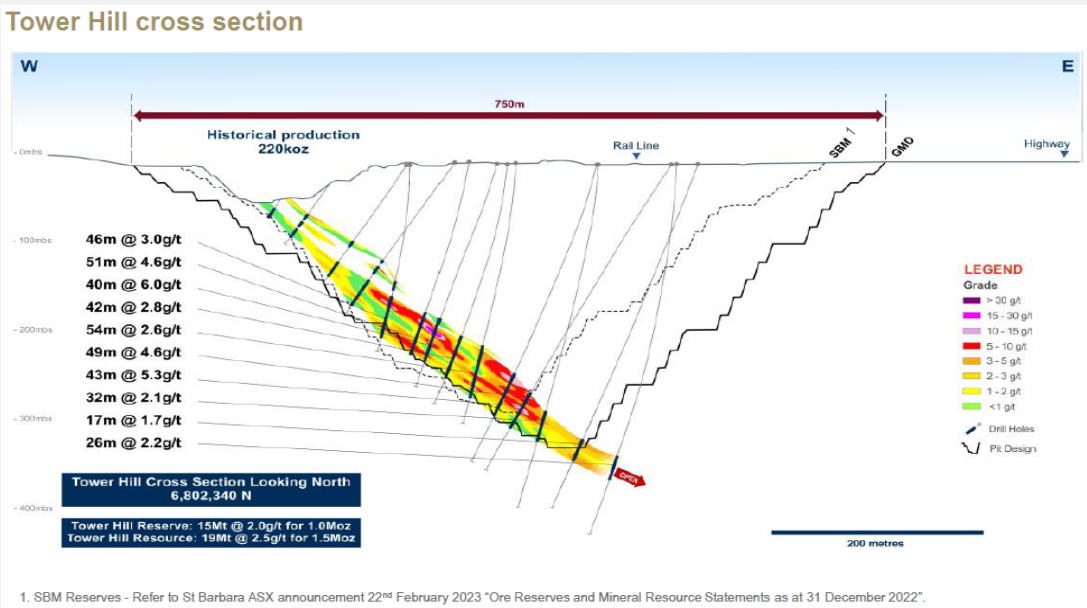 Tower Hill cross section
W
E
750m
Historical production
220koz
Rail Line
SBM 1
GMD
Highway
- 0mbs
- 100mbs
- 200mbs
- 300mbs
- 400mbs
46m @ 3.0g/t
51m @ 4.6g/t
40m @ 6.0g/t
42m @ 2.8g/t
54m @ 2.6g/t
49m @ 4.6g/t
43m @ 5.3g/t
32m @ 2.1g/t
17m @ 1.7g/t
26m @ 2.2g/t
OPEN
LEGEND
Grade
> 30 g/t
15 - 30 g/t
10 - 15 g/t
5 - 10 g/t
3 - 5 g/t
2 - 3 g/t
1 - 2 g/t
<1 g/t
Drill Holes
Pit Design
Tower Hill Cross Section Looking North
6,802,340 N
Tower Hill Reserve: 15Mt @ 2.0g/t for 1.0Moz
Tower Hill Resource: 19Mt @ 2.5g/t for 1.5Moz
200 metres
1. SBM Reserves - Refer to St Barbara ASX announcement 22nd February 2023 “Ore Reserves and Mineral Resource Statements as at 31 December 2022”.